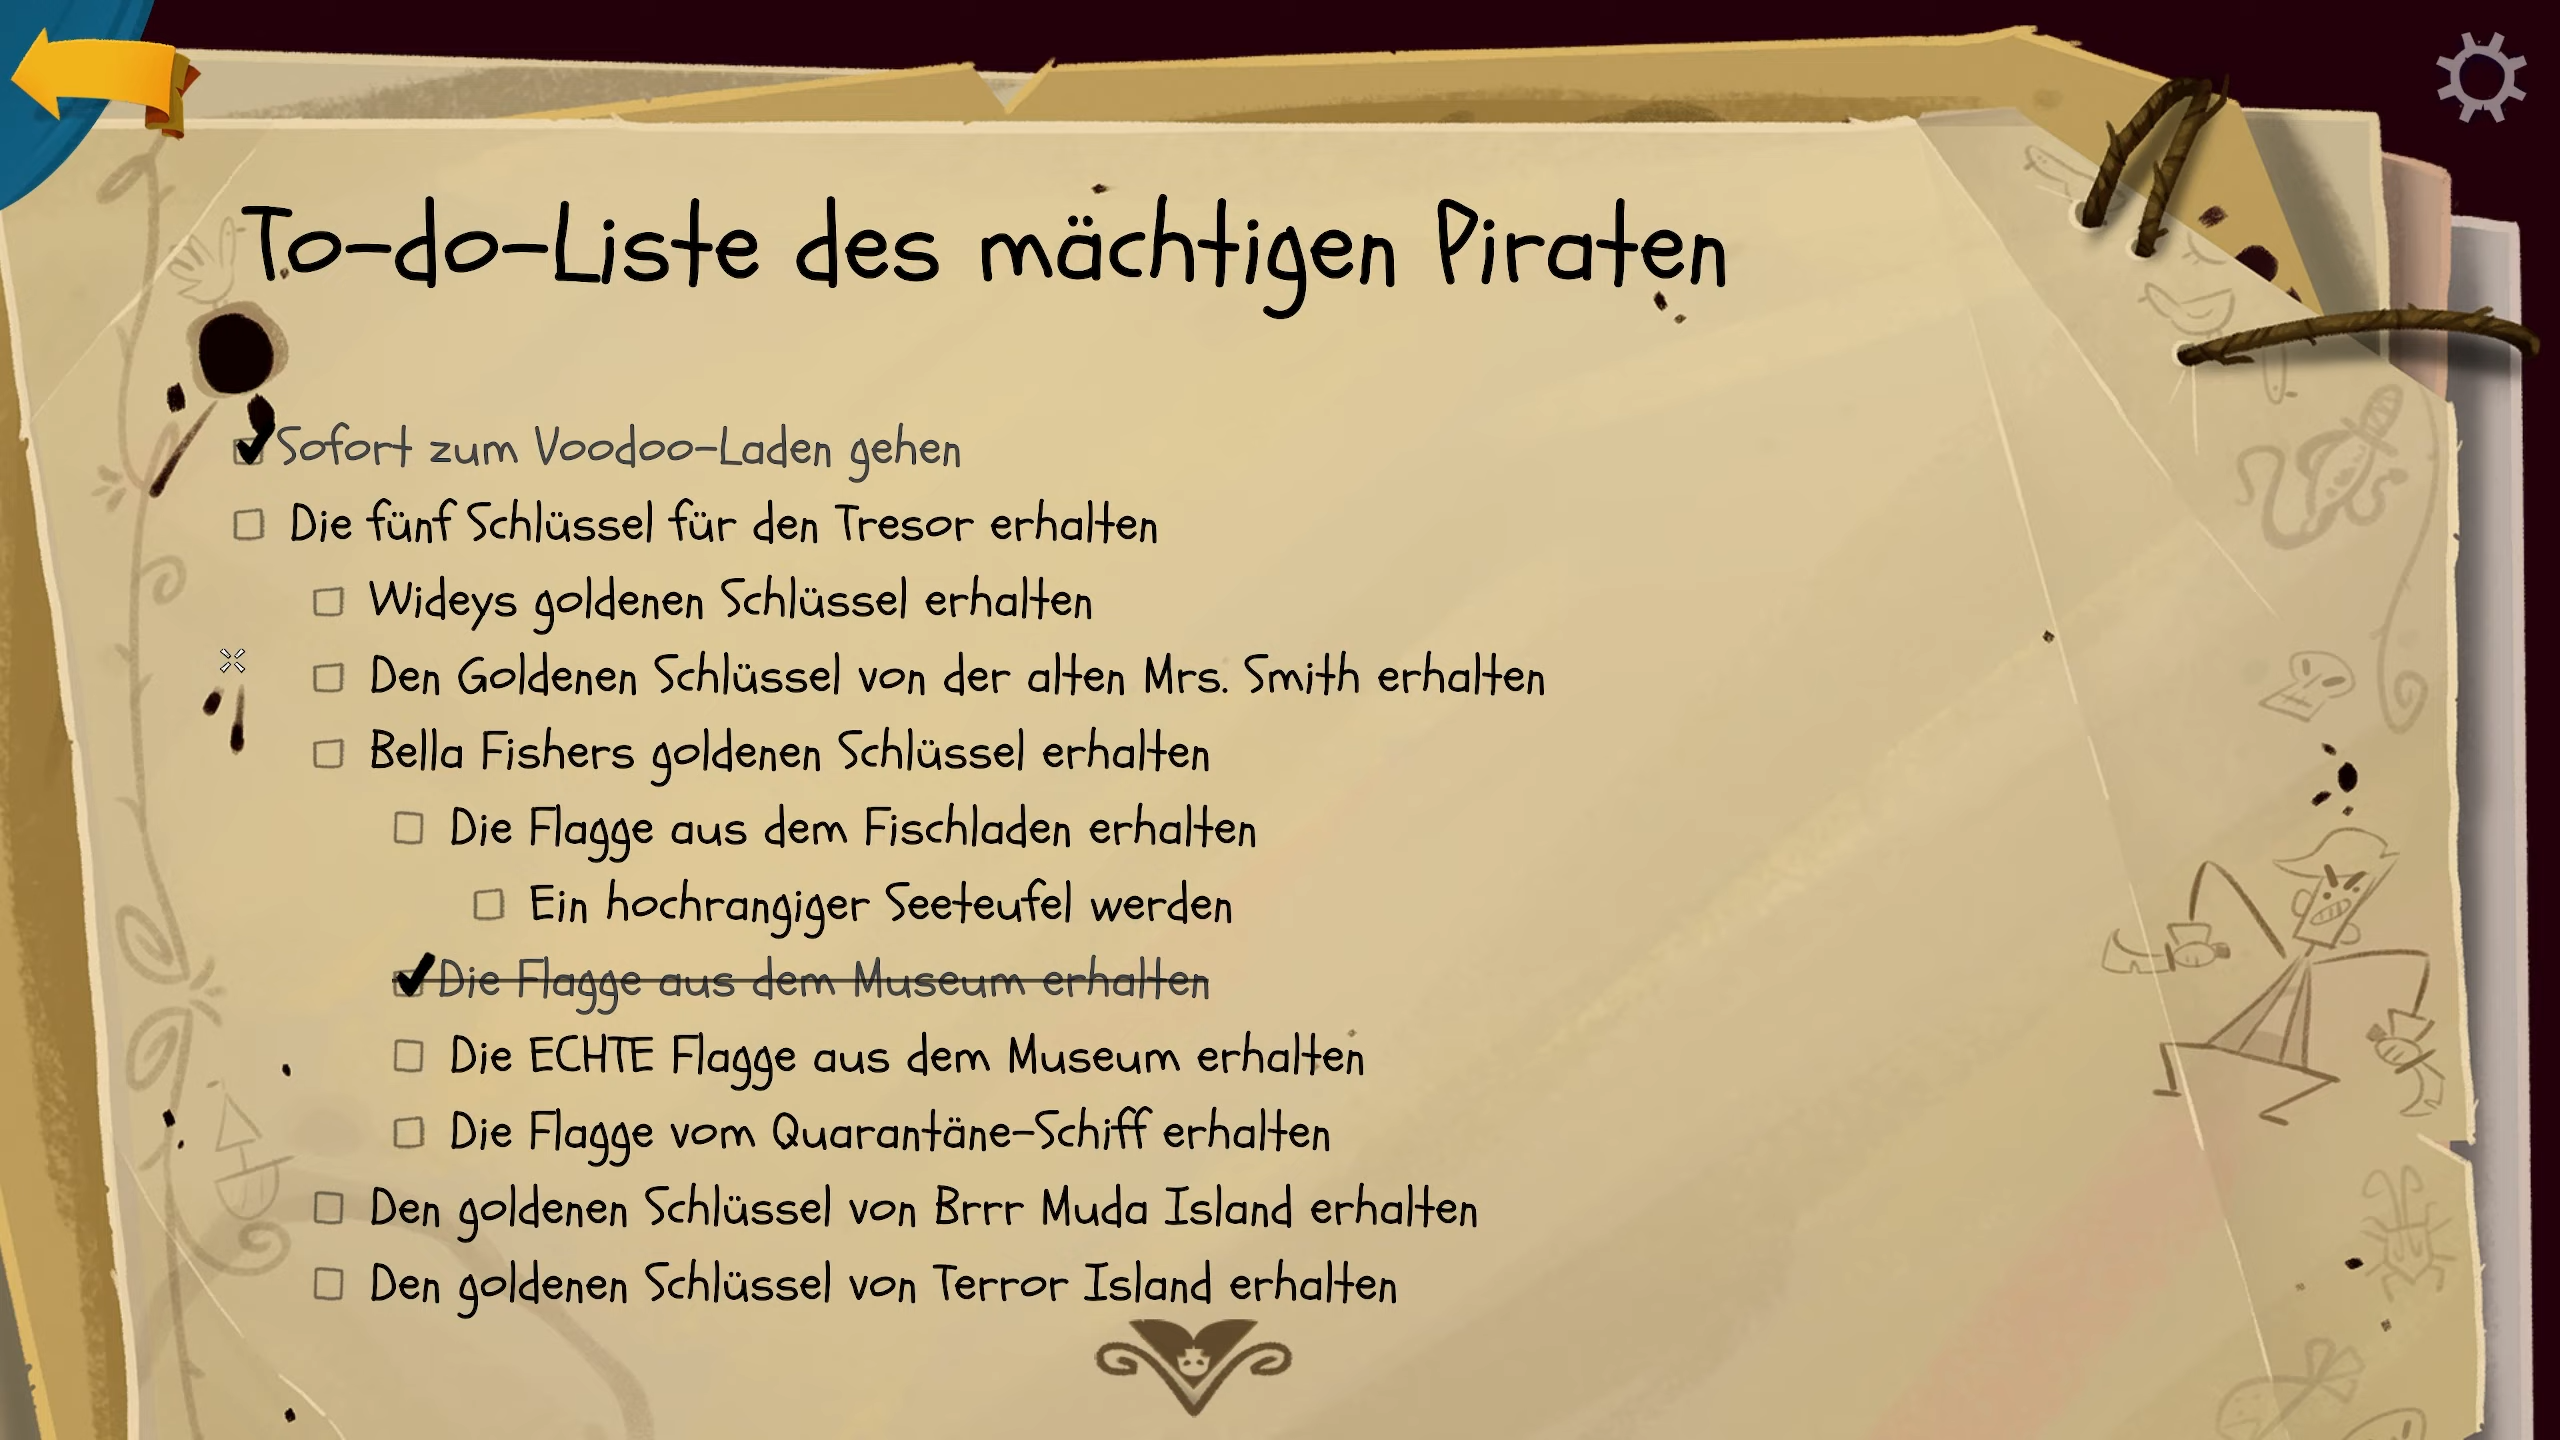 To-do-Liste des mächtigen Piraten
Sofort zum Voodoo-Laden gehen
Die fünf Schlüssel für den Tresor erhalten
Wideys goldenen Schlüssel erhalten
Den Goldenen Schlüssel von der alten Mrs. Smith erhalten
Bella Fishers goldenen Schlüssel erhalten
Die Flagge aus dem Fischladen erhalten
Ein hochrangiger Seeteufel werden
Die Flagge aus dem Museum erhalten
Die ECHTE Flagge aus dem Museum erhalten
Die Flagge vom Quarantäne-Schiff erhalten
Den goldenen Schlüssel von Brrr Muda Island erhalten
Den goldenen Schlüssel von Terror Island erhalten